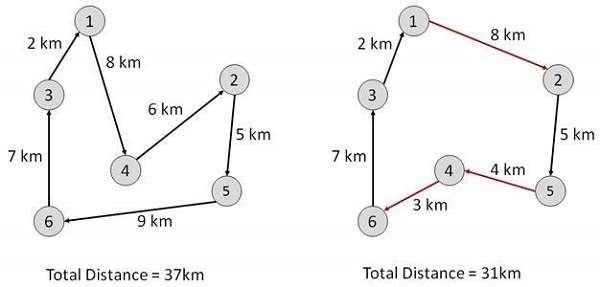 1
2 km
8 km
3
2
6 km
5 km
7 km
4
5
6
9 km
Total Distance = 37km
1
8 km
2 km
3
2
5 km
7 km
4
4 km
5
3 km
6
Total Distance = 31km